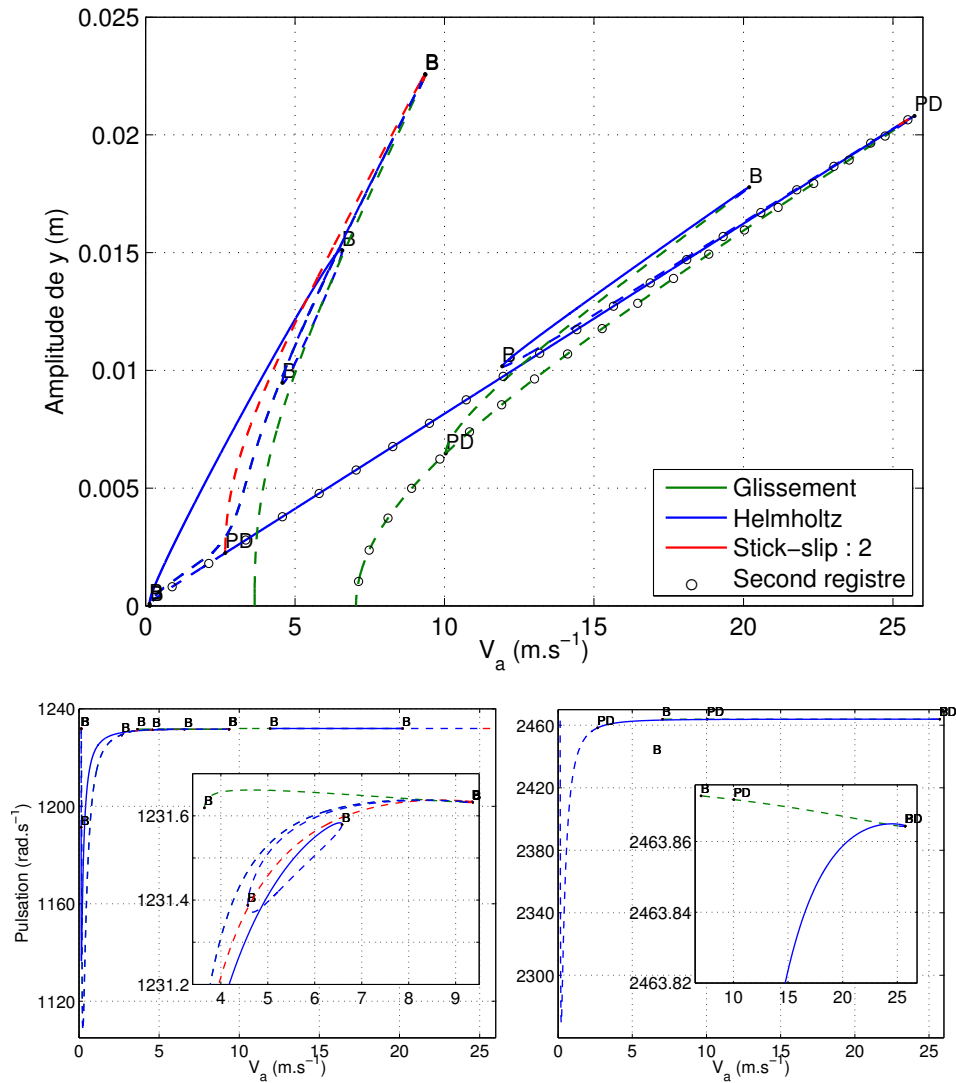 0.025
0.02
0.015
0.01
0.005
0
Amplitude de y (m)
B
B
PD
B
B
B
B
PD
PD
B
B
0 5 10 15 20 25
V_a (m.s⁻¹)
Glissement
Helmholtz
Stick−slip : 2
Second registre
1240
1200
1160
1120
Pulsation (rad.s⁻¹)
B B B B B B B B
B
B
1231.6
1231.4
1231.2
B B B
B
4 5 6 7 8 9
0 5 10 15 20 25
V_a (m.s⁻¹)
2460
2420
2380
2340
2300
PD B PD BD
B
B PD BD
2463.86
2463.84
2463.82
10 15 20 25
0 5 10 15 20 25
V_a (m.s⁻¹)